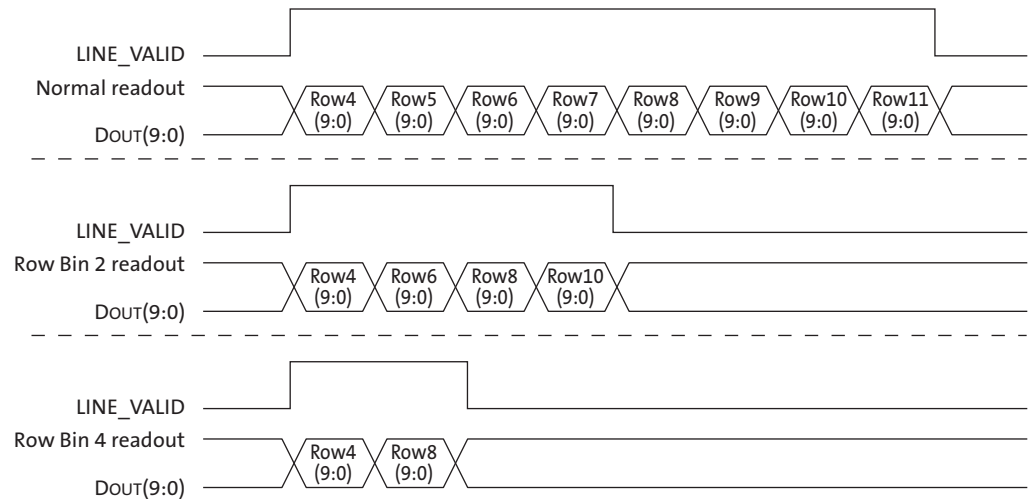 LINE_VALID
Normal readout
Row4 Row5 Row6 Row7 Row8 Row9 Row10 Row11
(9:0) (9:0) (9:0) (9:0) (9:0) (9:0) (9:0) (9:0)
DOUT(9:0)
LINE_VALID
Row Bin 2 readout
Row4 Row6 Row8 Row10
(9:0) (9:0) (9:0) (9:0)
DOUT(9:0)
LINE_VALID
Row Bin 4 readout
Row4 Row8
(9:0) (9:0)
DOUT(9:0)